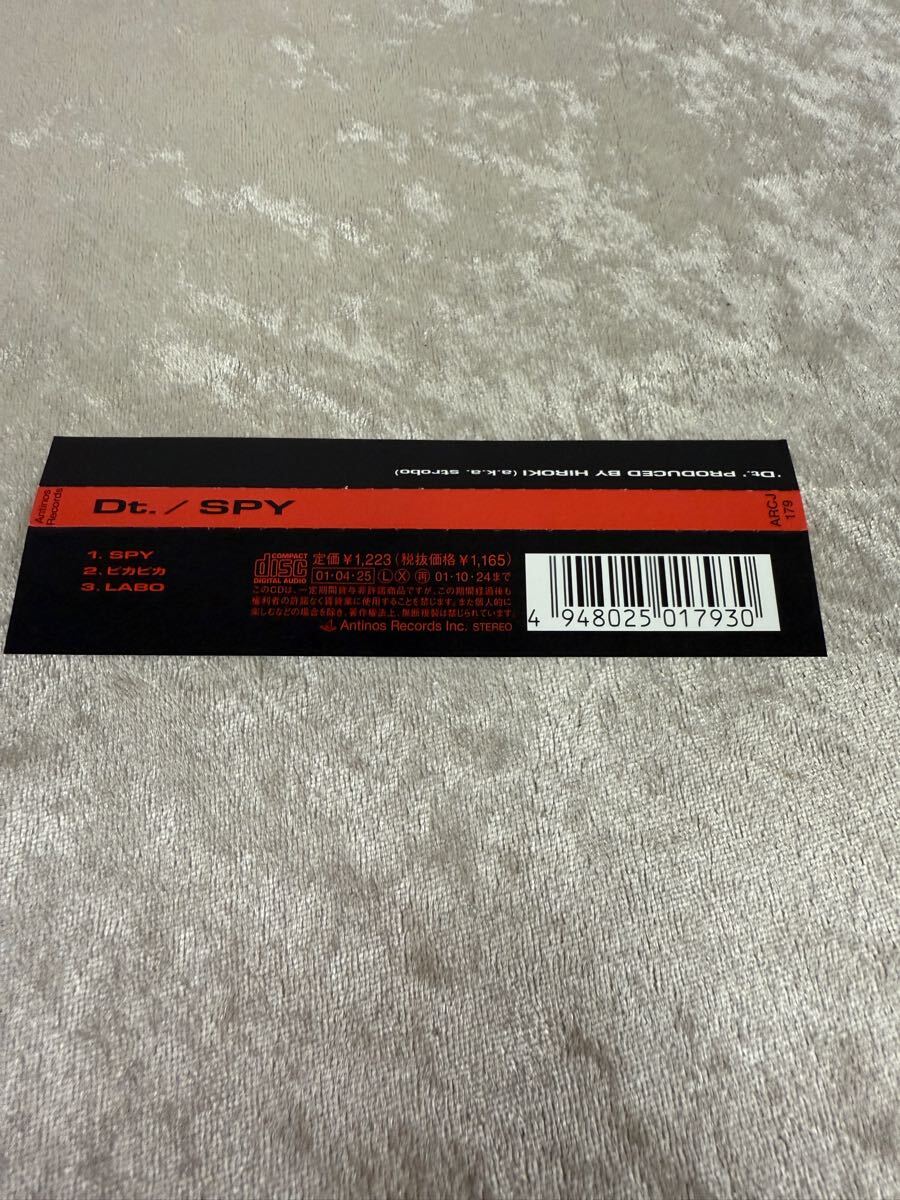 'Dt.' PRODUCED BY HIROKI (a.k.a. strobo)
Antinos
Records
Dt. / SPY
ARCJ
179
1. SPY
2. ピカピカ
3. LABO
COMPACT
disc
DIGITAL AUDIO
定価¥1,223（税抜価格¥1,165）
01・04・25 Ⓛ Ⓧ 再 01・10・24まで
このCDは、一定期間貸与非許諾商品ですが、この期間経過後も
権利者の許諾なく賃貸業に使用することを禁じます。また個人的に
楽しむなどの場合を除き、著作権法上、無断複製は禁じられています。
Antinos Records Inc. STEREO
4 948025 017930